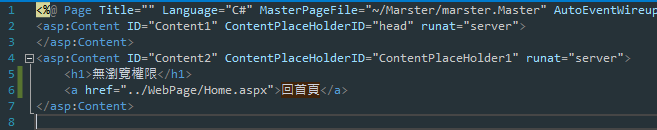 1 <%@ Page Title="" Language="C#" MasterPageFile="~/Marster/marster.Master" AutoEventWireup
2 <asp:Content ID="Content1" ContentPlaceHolderID="head" runat="server">
3 </asp:Content>
4 <asp:Content ID="Content2" ContentPlaceHolderID="ContentPlaceHolder1" runat="server">
5 <h1>無瀏覽權限</h1>
6 <a href="../WebPage/Home.aspx">回首頁</a>
7 </asp:Content>
8